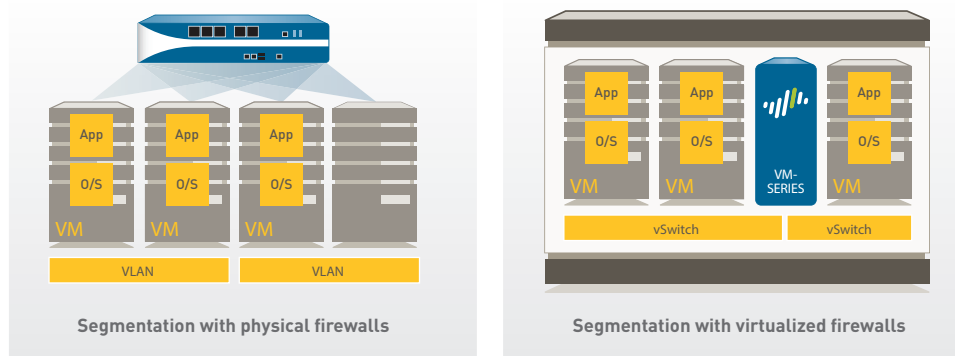 App
App
App
O/S
O/S
O/S
VM
VM
VM
VLAN
VLAN
Segmentation with physical firewalls
App
App
App
O/S
O/S
O/S
VM
VM
VM-
SERIES
VM
vSwitch
vSwitch
Segmentation with virtualized firewalls